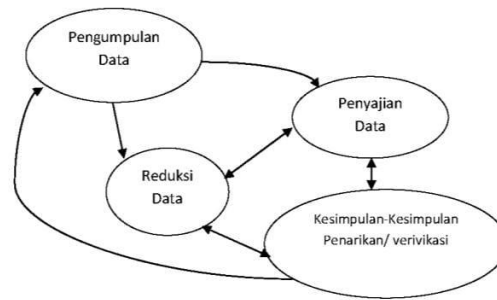 Pengumpulan
Data
Penyajian
Data
Reduksi
Data
Kesimpulan-Kesimpulan
Penarikan/ verivikasi